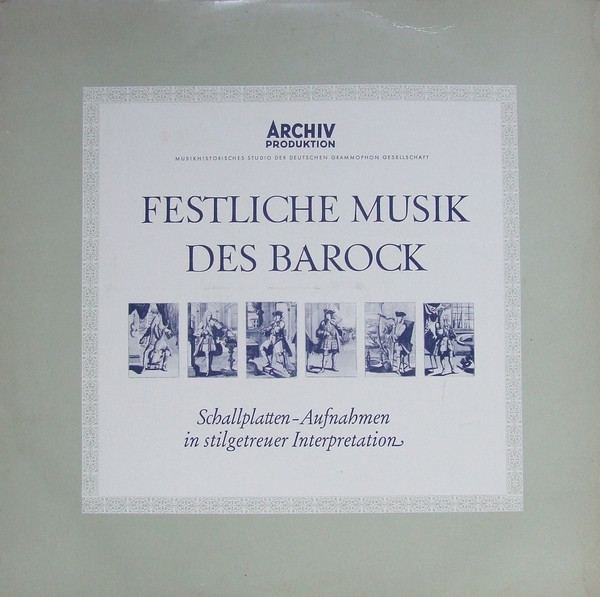 ARCHIV
PRODUKTION
MUSIKHISTORISCHES STUDIO DER DEUTSCHEN GRAMMOPHON GESELLSCHAFT
FESTLICHE MUSIK
DES BAROCK
Schallplatten-Aufnahmen
in stilgetreuer Interpretation